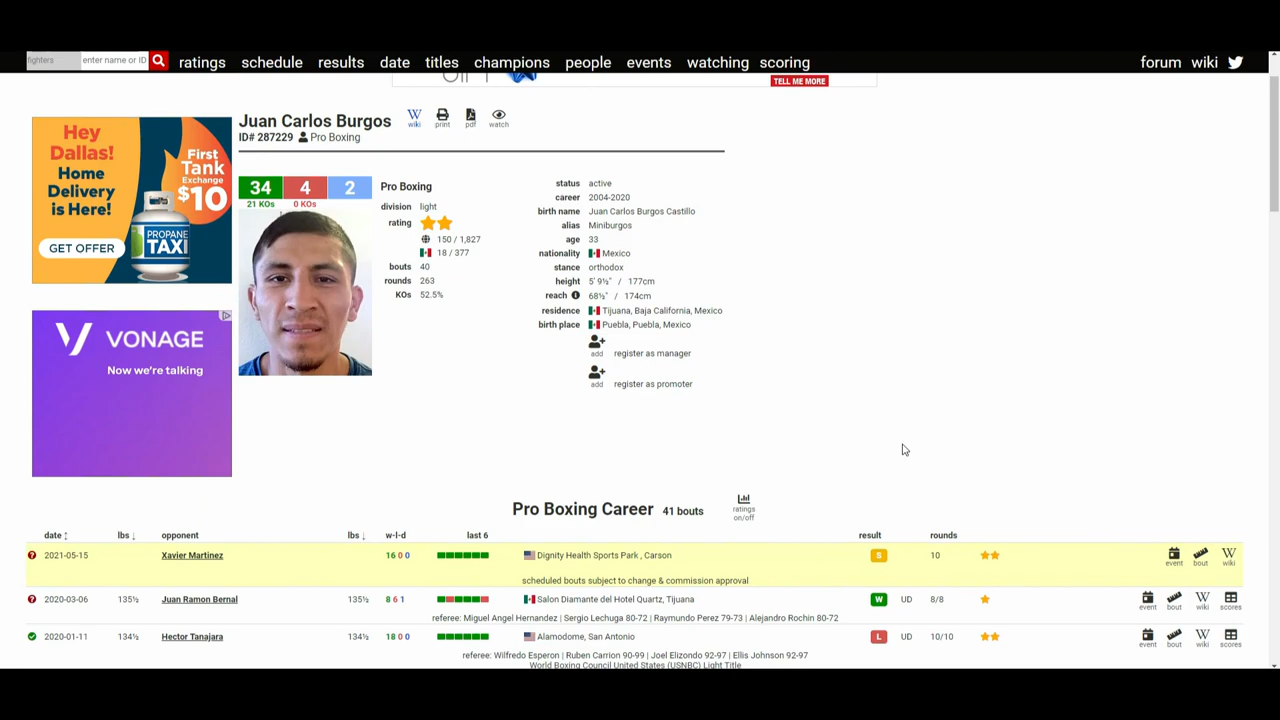 fighters enter name or ID ratings schedule results date titles champions people events watching scoring forum wiki
TELL ME MORE
Hey
Dallas!
Home
Delivery
is Here!
GET OFFER
First
Tank
Exchange
$10
PROPANE
TAXI
VONAGE
Now we're talking
Juan Carlos Burgos
wiki print pdf watch
ID# 287229 Pro Boxing
34 4 2
21 KOs 0 KOs
Pro Boxing
division light
rating
150 / 1,827
18 / 377
bouts 40
rounds 263
KOs 52.5%
status active
career 2004-2020
birth name Juan Carlos Burgos Castillo
alias Miniburgos
age 33
nationality Mexico
stance orthodox
height 5' 9½" / 177cm
reach 68½" / 174cm
residence Tijuana, Baja California, Mexico
birth place Puebla, Puebla, Mexico
add register as manager
add register as promoter
Pro Boxing Career 41 bouts
ratings
on/off
date lbs opponent lbs w-l-d last 6 result rounds
2021-05-15 Xavier Martinez 16 0 0 Dignity Health Sports Park , Carson S 10 event bout wiki
scheduled bouts subject to change & commission approval
2020-03-06 135½ Juan Ramon Bernal 135½ 8 6 1 Salon Diamante del Hotel Quartz, Tijuana W UD 8/8 event bout wiki scores
referee: Miguel Angel Hernandez | Sergio Lechuga 80-72 | Raymundo Perez 79-73 | Alejandro Rochin 80-72
2020-01-11 134½ Hector Tanajara 134½ 18 0 0 Alamodome, San Antonio L UD 10/10 event bout wiki scores
referee: Wilfredo Esperon | Ruben Carrion 90-99 | Joel Elizondo 92-97 | Ellis Johnson 92-97
World Boxing Council United States (USNBC) Light Title